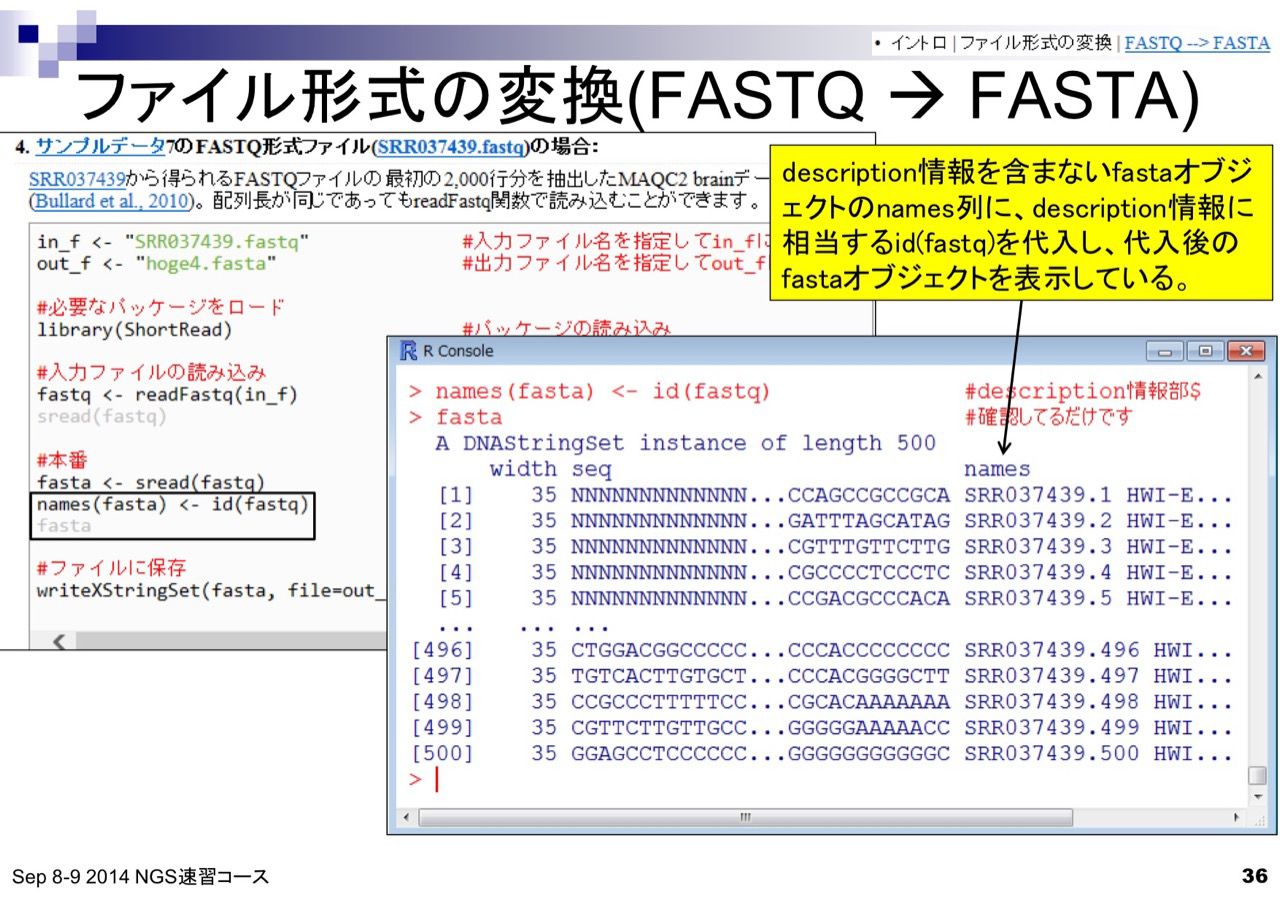 • イントロ | ファイル形式の変換 | FASTQ --> FASTA
ファイル形式の変換(FASTQ → FASTA)
4. サンプルデータ7のFASTQ形式ファイル(SRR037439.fastq)の場合:
SRR037439から得られるFASTQファイルの最初の2,000行分を抽出したMAQC2 brainデー
(Bullard et al., 2010)。配列長が同じであってもreadFastq関数で読み込むことができます。
in_f <- "SRR037439.fastq" #入力ファイル名を指定してin_fに
out_f <- "hoge4.fasta" #出力ファイル名を指定してout_f
#必要なパッケージをロード
library(ShortRead) #パッケージの読み込み
#入力ファイルの読み込み
fastq <- readFastq(in_f)
sread(fastq)
#本番
fasta <- sread(fastq)
names(fasta) <- id(fastq)
fasta
#ファイルに保存
writeXStringSet(fasta, file=out_
description情報を含まないfastaオブジ
ェクトのnames列に、description情報に
相当するid(fastq)を代入し、代入後の
fastaオブジェクトを表示している。
R Console
> names(fasta) <- id(fastq) #description情報部$
> fasta #確認してるだけです
A DNAStringSet instance of length 500
width seq names
[1] 35 NNNNNNNNNNNNN...CCAGCCGCCGCA SRR037439.1 HWI-E...
[2] 35 NNNNNNNNNNNNN...GATTTAGCATAG SRR037439.2 HWI-E...
[3] 35 NNNNNNNNNNNNN...CGTTTGTTCTTG SRR037439.3 HWI-E...
[4] 35 NNNNNNNNNNNNN...CGCCCCTCCCTC SRR037439.4 HWI-E...
[5] 35 NNNNNNNNNNNNN...CCGACGCCCACA SRR037439.5 HWI-E...
... ... ...
[496] 35 CTGGACGGCCCCC...CCCACCCCCCCC SRR037439.496 HWI...
[497] 35 TGTCACTTGTGCT...CCCACGGGGCTT SRR037439.497 HWI...
[498] 35 CCGCCCTTTTTCC...CGCACAAAAAAA SRR037439.498 HWI...
[499] 35 CGTTCTTGTTGCC...GGGGGAAAAACC SRR037439.499 HWI...
[500] 35 GGAGCCTCCCCCC...GGGGGGGGGGGC SRR037439.500 HWI...
>
Sep 8-9 2014 NGS速習コース
36